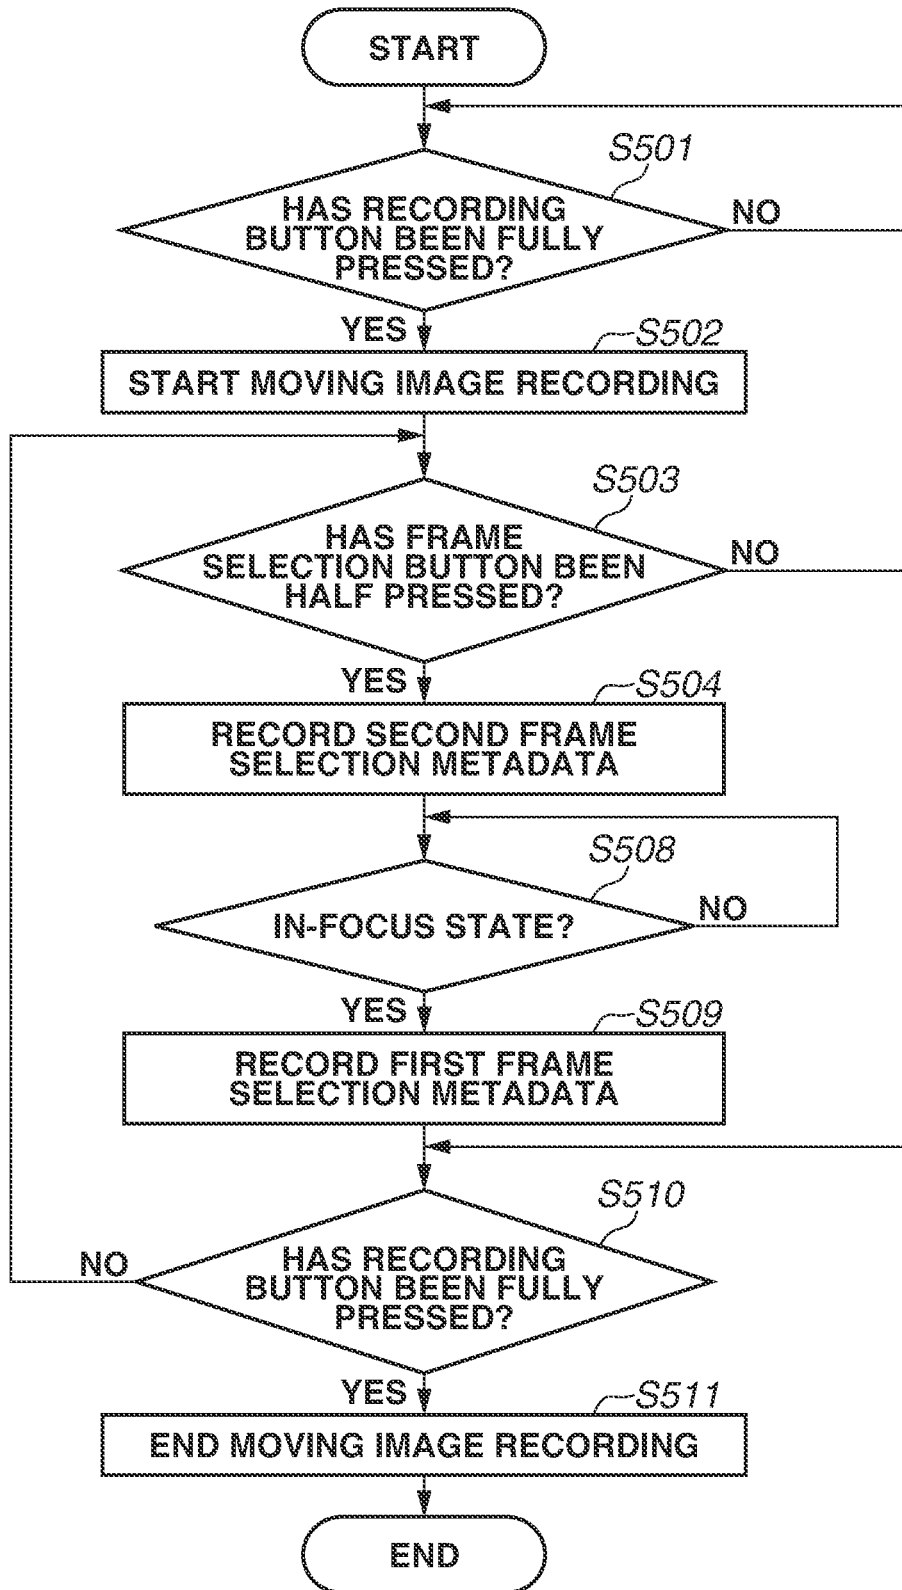 START
S501
HAS RECORDING
BUTTON BEEN FULLY
PRESSED?
NO
YES
S502
START MOVING IMAGE RECORDING
S503
HAS FRAME
SELECTION BUTTON BEEN
HALF PRESSED?
NO
YES
S504
RECORD SECOND FRAME
SELECTION METADATA
S508
IN-FOCUS STATE?
NO
YES
S509
RECORD FIRST FRAME
SELECTION METADATA
S510
HAS RECORDING
BUTTON BEEN FULLY
PRESSED?
NO
YES
S511
END MOVING IMAGE RECORDING
END